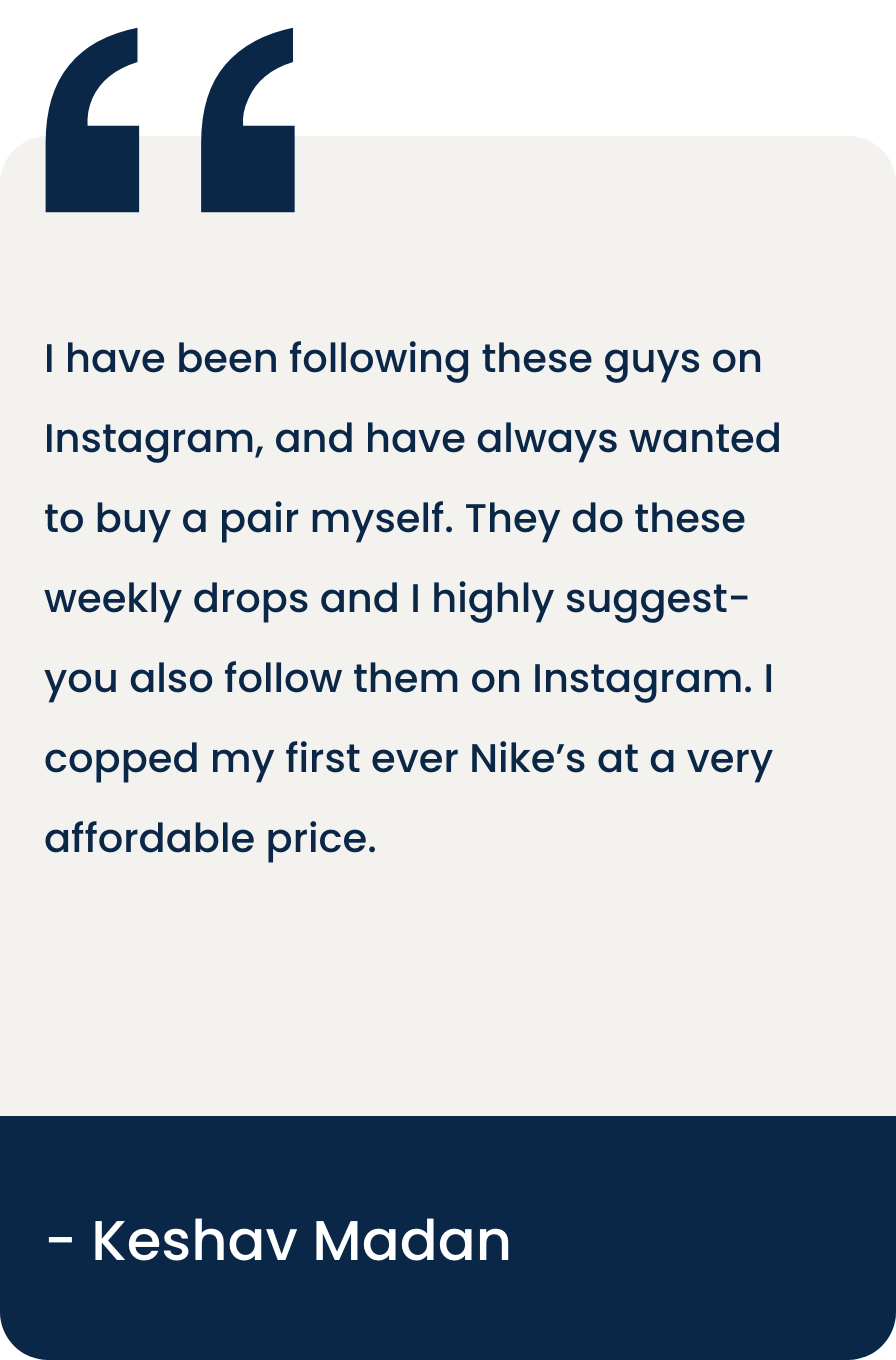 I have been following these guys on
Instagram, and have always wanted
to buy a pair myself. They do these
weekly drops and I highly suggest-
you also follow them on Instagram. I
copped my first ever Nike’s at a very
affordable price.
- Keshav Madan